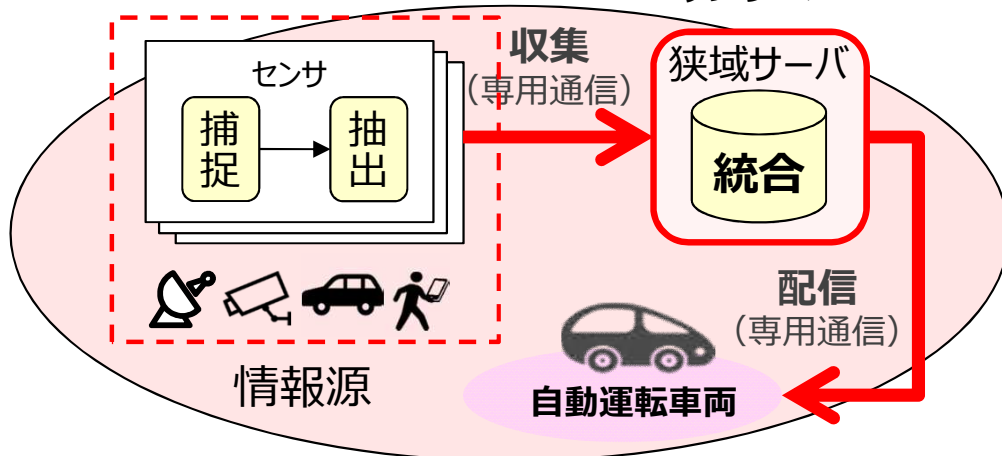 収集
（専用通信）
狭域サーバ
センサ
捕捉
抽出
統合
配信
（専用通信）
情報源
自動運転車両